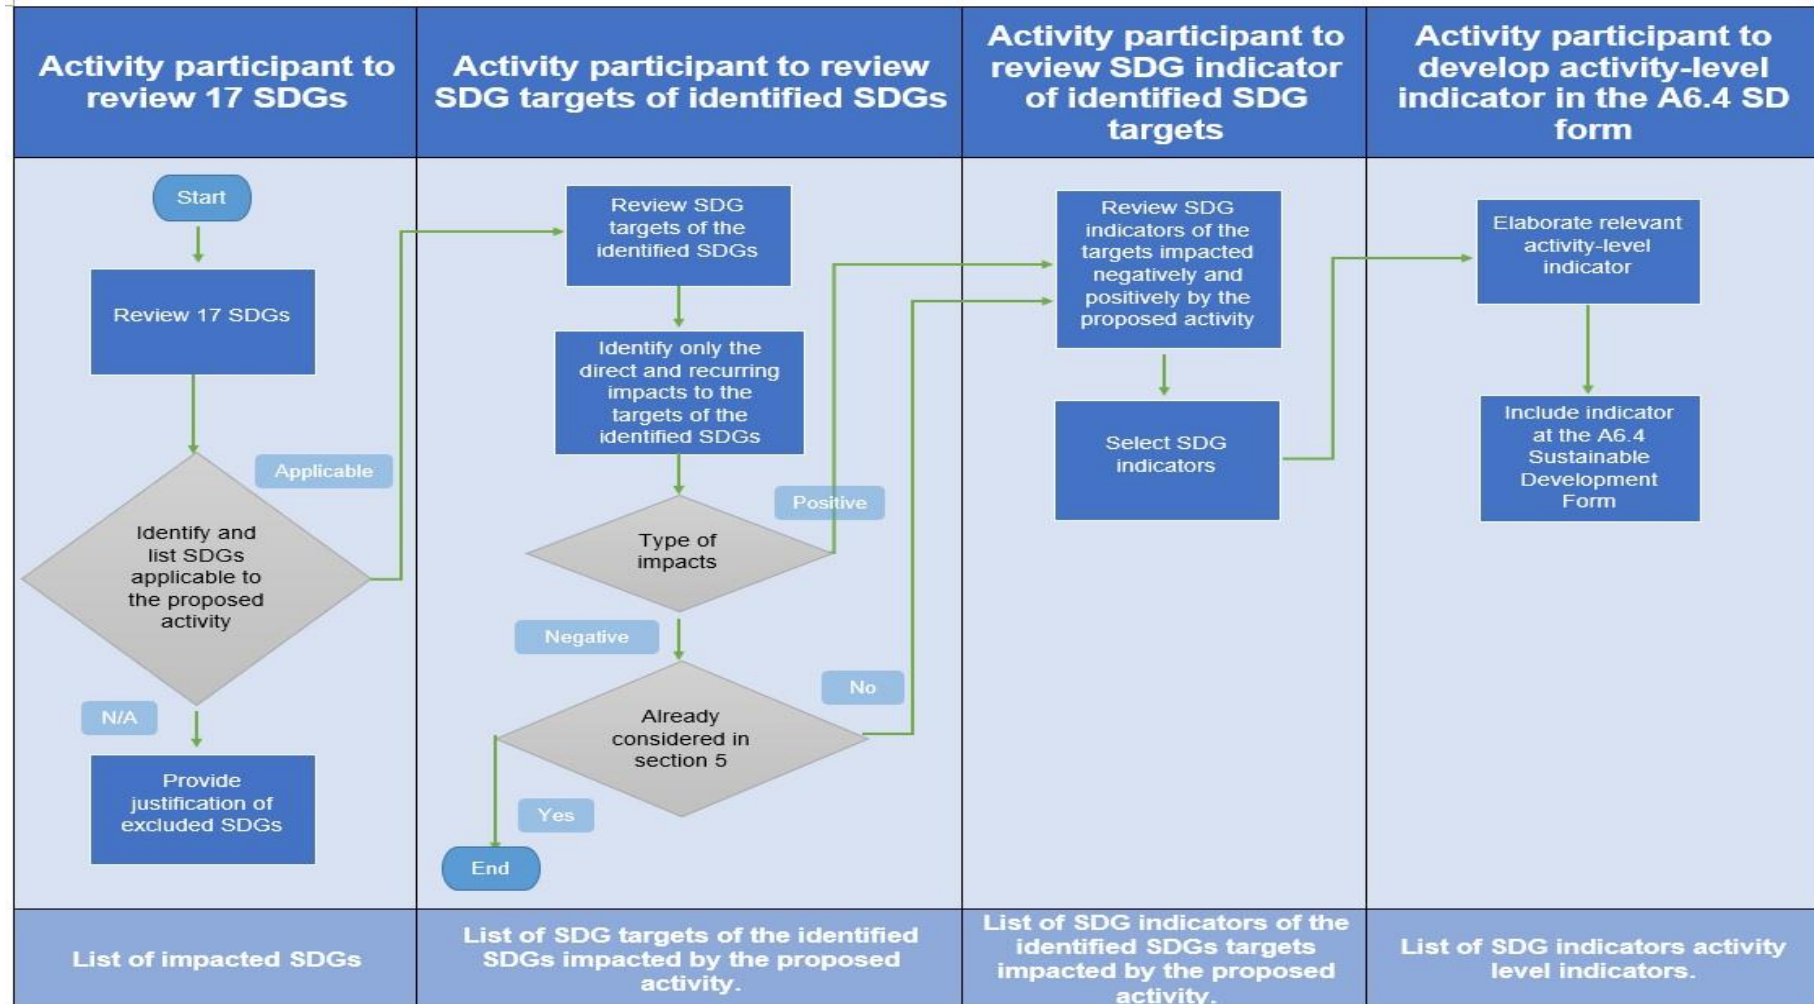 Activity participant to
review 17 SDGs
Activity participant to review
SDG targets of identified SDGs
Activity participant to
review SDG indicator
of identified SDG
targets
Activity participant to
develop activity-level
indicator in the A6.4 SD
form
Start
Review 17 SDGs
Applicable
Identify and
list SDGs
applicable to
the proposed
activity
N/A
Provide
justification of
excluded SDGs
Review SDG
targets of the
identified SDGs
Identify only the
direct and recurring
impacts to the
targets of the
identified SDGs
Positive
Type of
impacts
Negative
No
Already
considered in
section 5
Yes
End
Review SDG
indicators of the
targets impacted
negatively and
positively by the
proposed activity
Select SDG
indicators
Elaborate relevant
activity-level
indicator
Include indicator
at the A6.4
Sustainable
Development
Form
List of impacted SDGs
List of SDG targets of the identified
SDGs impacted by the proposed
activity.
List of SDG indicators of the
identified SDGs targets
impacted by the proposed
activity.
List of SDG indicators activity
level indicators.